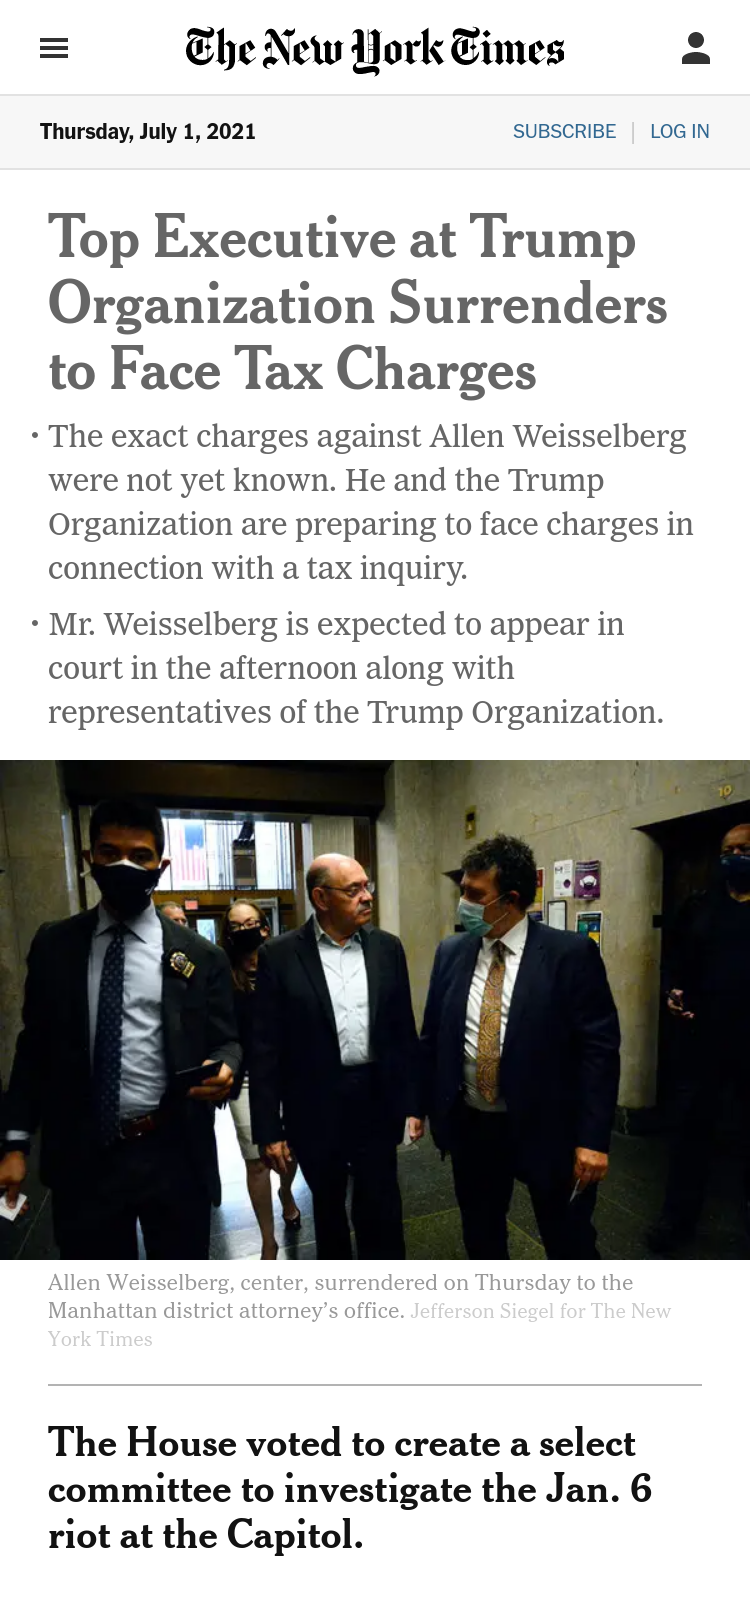 The New York Times
Thursday, July 1, 2021
SUBSCRIBE | LOG IN
Top Executive at Trump
Organization Surrenders
to Face Tax Charges
• The exact charges against Allen Weisselberg
were not yet known. He and the Trump
Organization are preparing to face charges in
connection with a tax inquiry.
• Mr. Weisselberg is expected to appear in
court in the afternoon along with
representatives of the Trump Organization.
10
Allen Weisselberg, center, surrendered on Thursday to the
Manhattan district attorney’s office. Jefferson Siegel for The New
York Times
The House voted to create a select
committee to investigate the Jan. 6
riot at the Capitol.